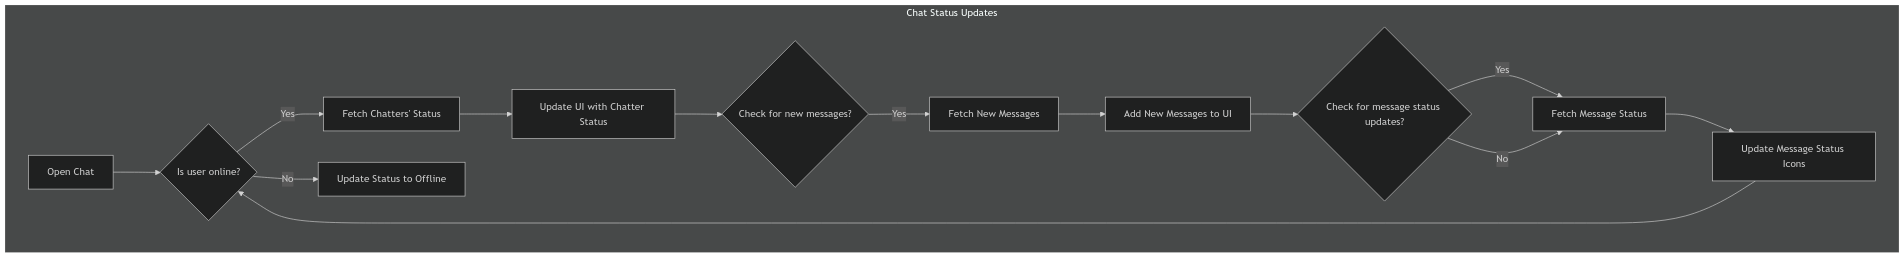 Chat Status Updates
Open Chat
Is user online?
Yes
No
Fetch Chatters' Status
Update Status to Offline
Update UI with Chatter
Status
Check for new messages?
Yes
Fetch New Messages
Add New Messages to UI
Check for message status
updates?
Yes
No
Fetch Message Status
Update Message Status
Icons